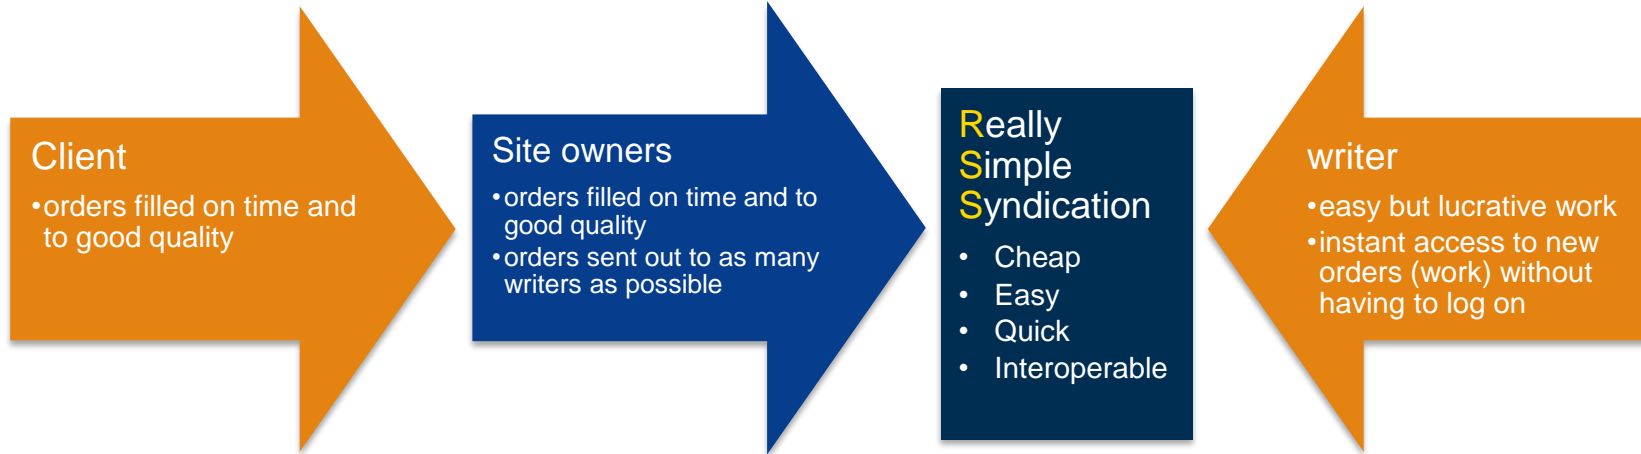 Client
•orders filled on time and
to good quality
Site owners
•orders filled on time and to
good quality
•orders sent out to as many
writers as possible
Really
Simple
Syndication
• Cheap
• Easy
• Quick
• Interoperable
writer
•easy but lucrative work
•instant access to new
orders (work) without
having to log on